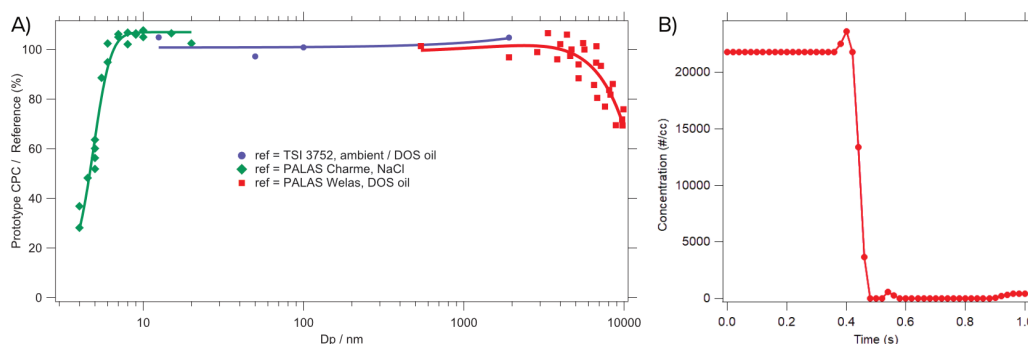 A)
Prototype CPC / Reference (%)
100
80
60
40
20
0
ref = TSI 3752, ambient / DOS oil
ref = PALAS Charme, NaCl
ref = PALAS Welas, DOS oil
10
100
1000
10000
Dp / nm
B)
Concentration (#/cc)
20000
15000
10000
5000
0
0.0
0.2
0.4
0.6
0.8
1.0
Time (s)